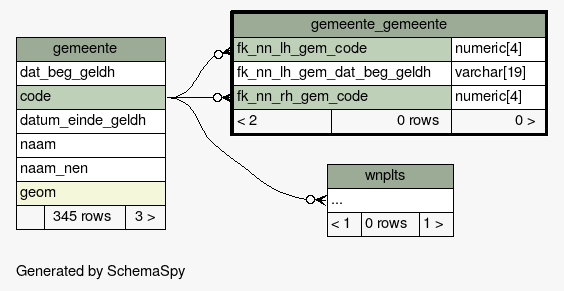 gemeente
dat_beg_geldh
code
datum_einde_geldh
naam
naam_nen
geom
345 rows 3 >
gemeente_gemeente
fk_nn_lh_gem_code numeric[4]
fk_nn_lh_gem_dat_beg_geldh varchar[19]
fk_nn_rh_gem_code numeric[4]
< 2 0 rows 0 >
wnplts
...
< 1 0 rows 1 >
Generated by SchemaSpy